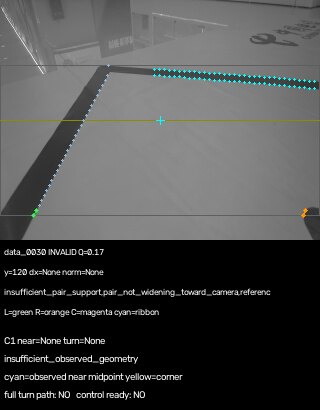 data_0030 INVALID Q=0.17
y=120 dx=None norm=None
insufficient_pair_support,pair_not_widening_toward_camera,referenc
L=green R=orange C=magenta cyan=ribbon
C1 near=None turn=None
insufficient_observed_geometry
cyan=observed near midpoint yellow=corner
full turn path: NO control ready: NO